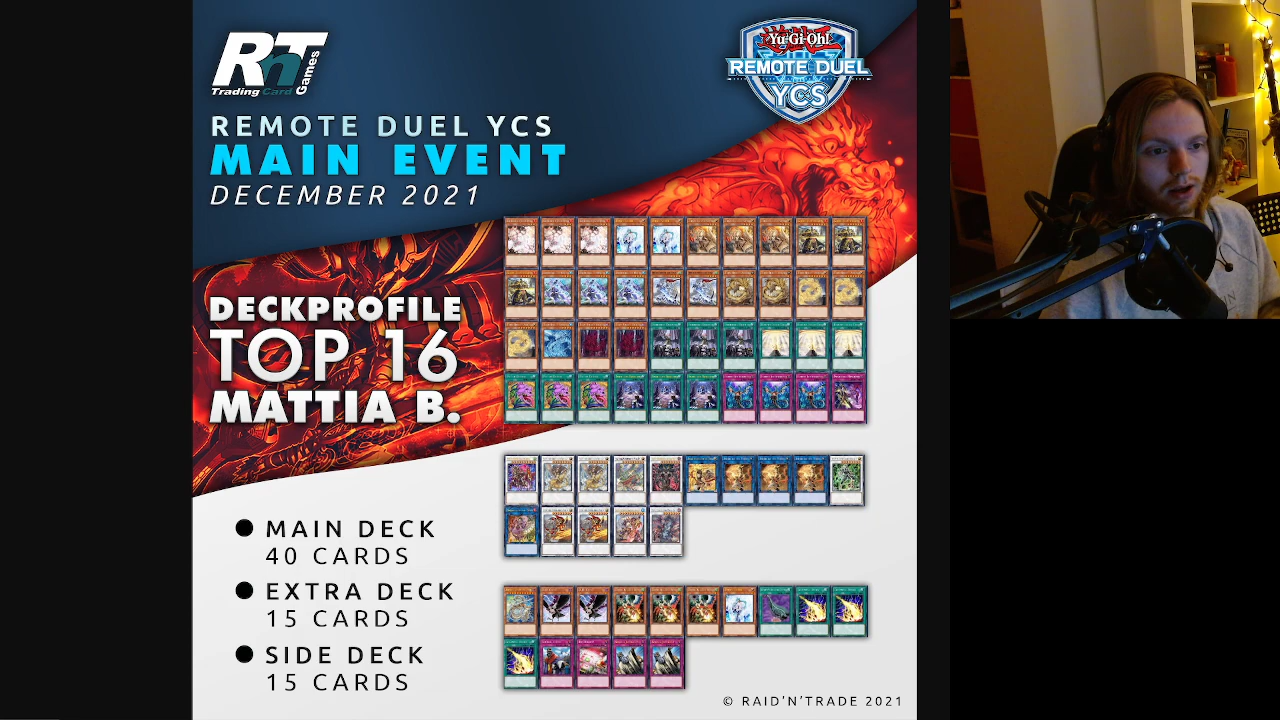 RnT
Trading Card Games
Yu-Gi-Oh!
REMOTE DUEL
YCS
REMOTE DUEL YCS
MAIN EVENT
DECEMBER 2021
DECKPROFILE
TOP 16
MATTIA B.
● MAIN DECK
40 CARDS
● EXTRA DECK
15 CARDS
● SIDE DECK
15 CARDS
© RAID'N'TRADE 2021